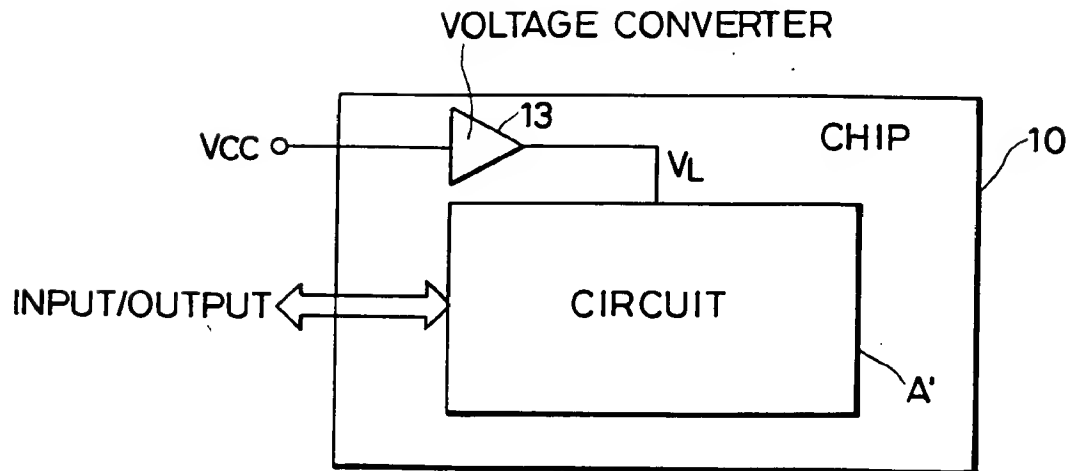 VOLTAGE CONVERTER
13
CHIP
VCC
10
VL
INPUT/OUTPUT
CIRCUIT
A'